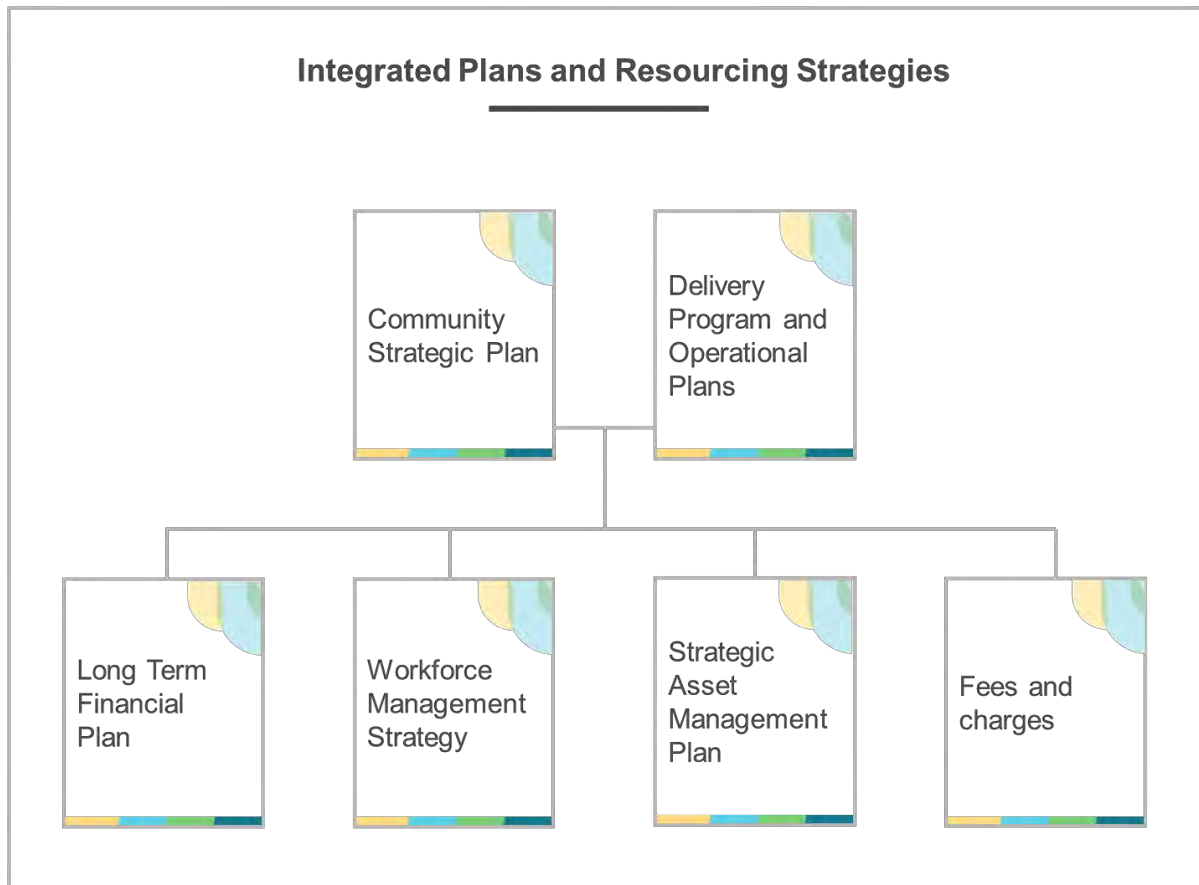 Integrated Plans and Resourcing Strategies
Community
Strategic Plan
Delivery
Program and
Operational
Plans
Long Term
Financial
Plan
Workforce
Management
Strategy
Strategic
Asset
Management
Plan
Fees and
charges